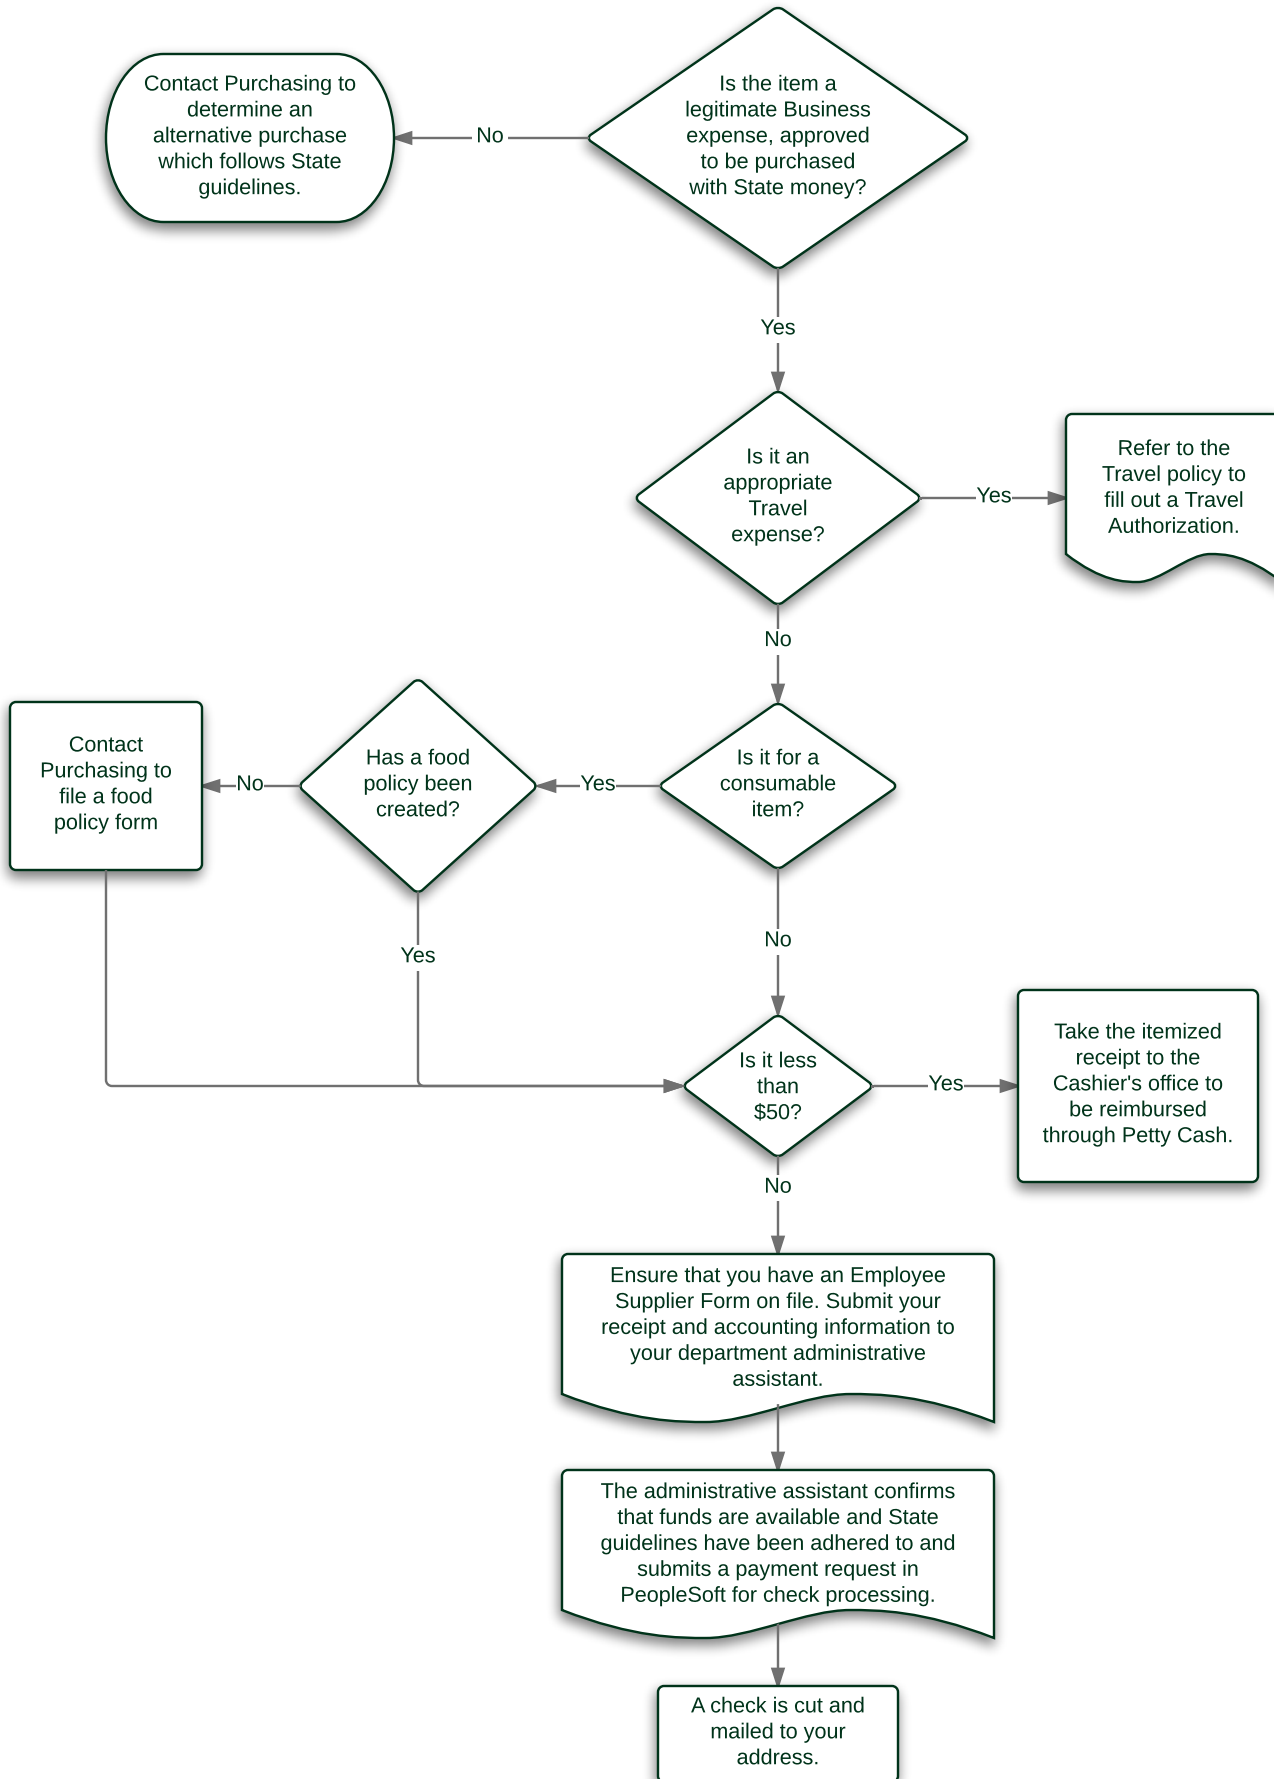 Is the item a
legitimate Business
expense, approved
to be purchased
with State money?
No
Contact Purchasing to
determine an
alternative purchase
which follows State
guidelines.
Yes
Is it an
appropriate
Travel
expense?
Yes
Refer to the
Travel policy to
fill out a Travel
Authorization.
No
Is it for a
consumable
item?
Yes
Has a food
policy been
created?
No
Contact
Purchasing to
file a food
policy form
Yes
No
Is it less
than
$50?
Yes
Take the itemized
receipt to the
Cashier's office to
be reimbursed
through Petty Cash.
No
Ensure that you have an Employee
Supplier Form on file. Submit your
receipt and accounting information to
your department administrative
assistant.
The administrative assistant confirms
that funds are available and State
guidelines have been adhered to and
submits a payment request in
PeopleSoft for check processing.
A check is cut and
mailed to your
address.